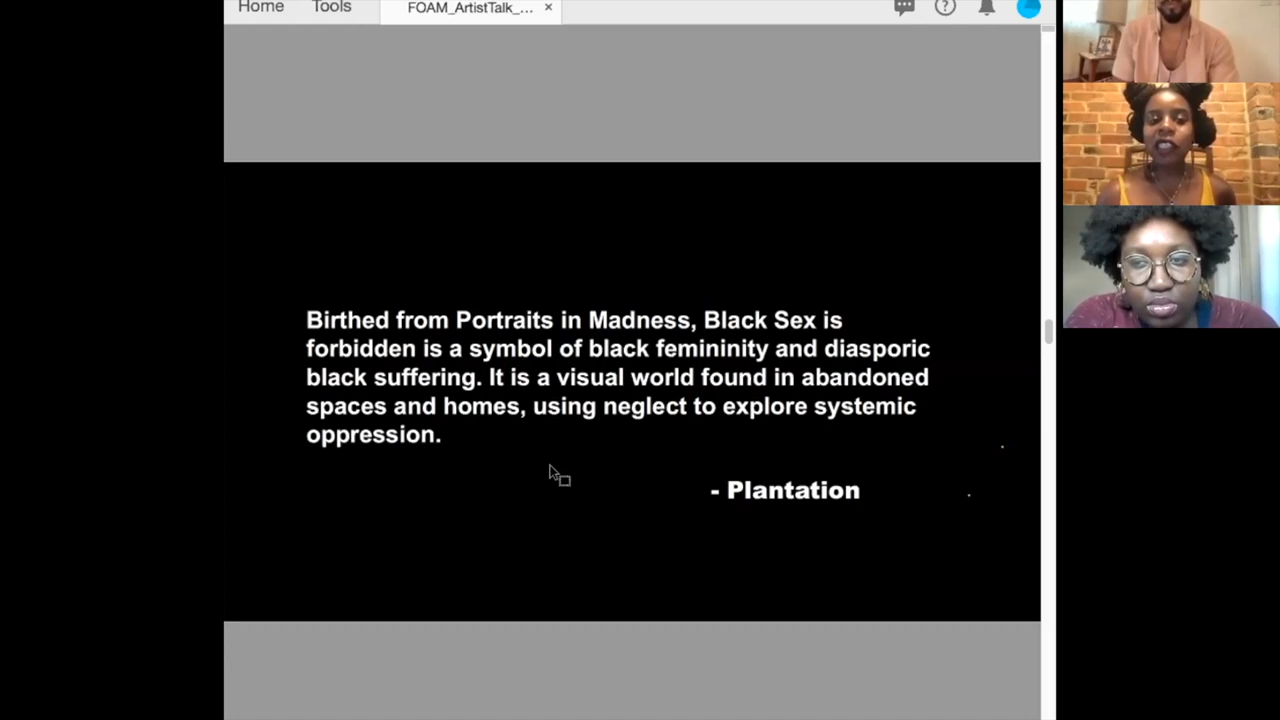 Home Tools FOAM_ArtistTalk_... ×
Birthed from Portraits in Madness, Black Sex is
forbidden is a symbol of black femininity and diasporic
black suffering. It is a visual world found in abandoned
spaces and homes, using neglect to explore systemic
oppression.
- Plantation